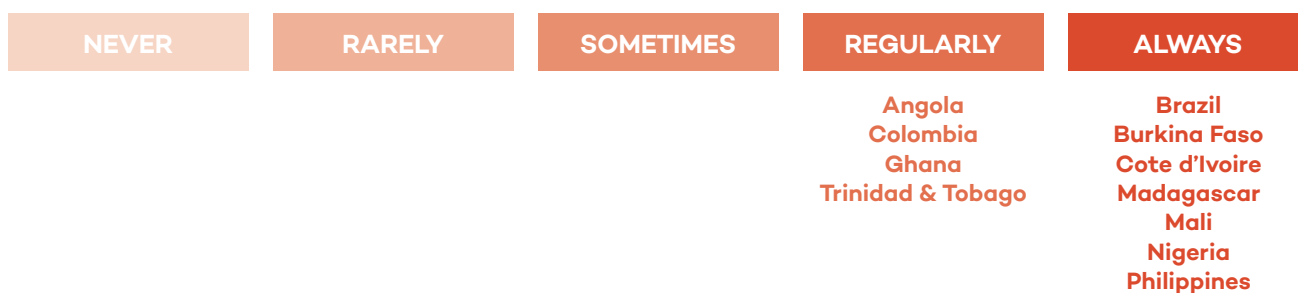 NEVER
RARELY
SOMETIMES
REGULARLY
ALWAYS
Angola
Colombia
Ghana
Trinidad & Tobago
Brazil
Burkina Faso
Cote d’Ivoire
Madagascar
Mali
Nigeria
Philippines